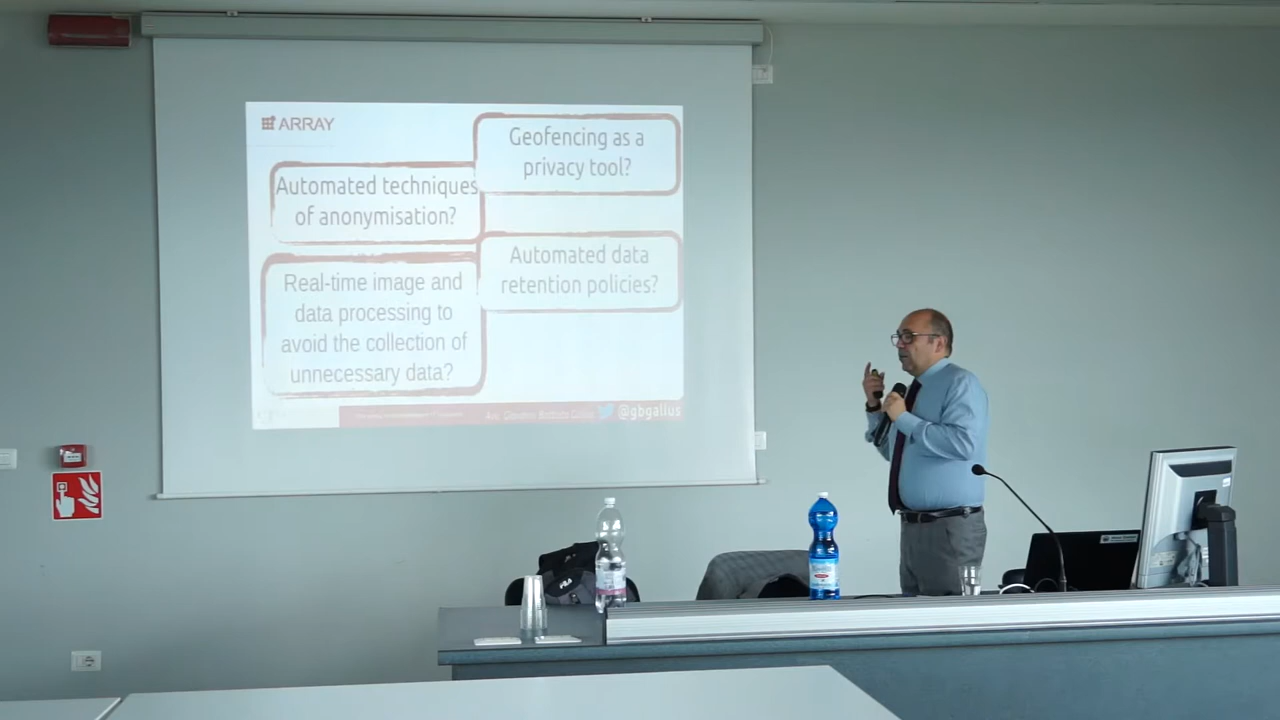 ARRAY
Geofencing as a
privacy tool?
Automated techniques
of anonymisation?
Automated data
retention policies?
Real-time image and
data processing to
avoid the collection of
unnecessary data?
@gbgallus
FILA